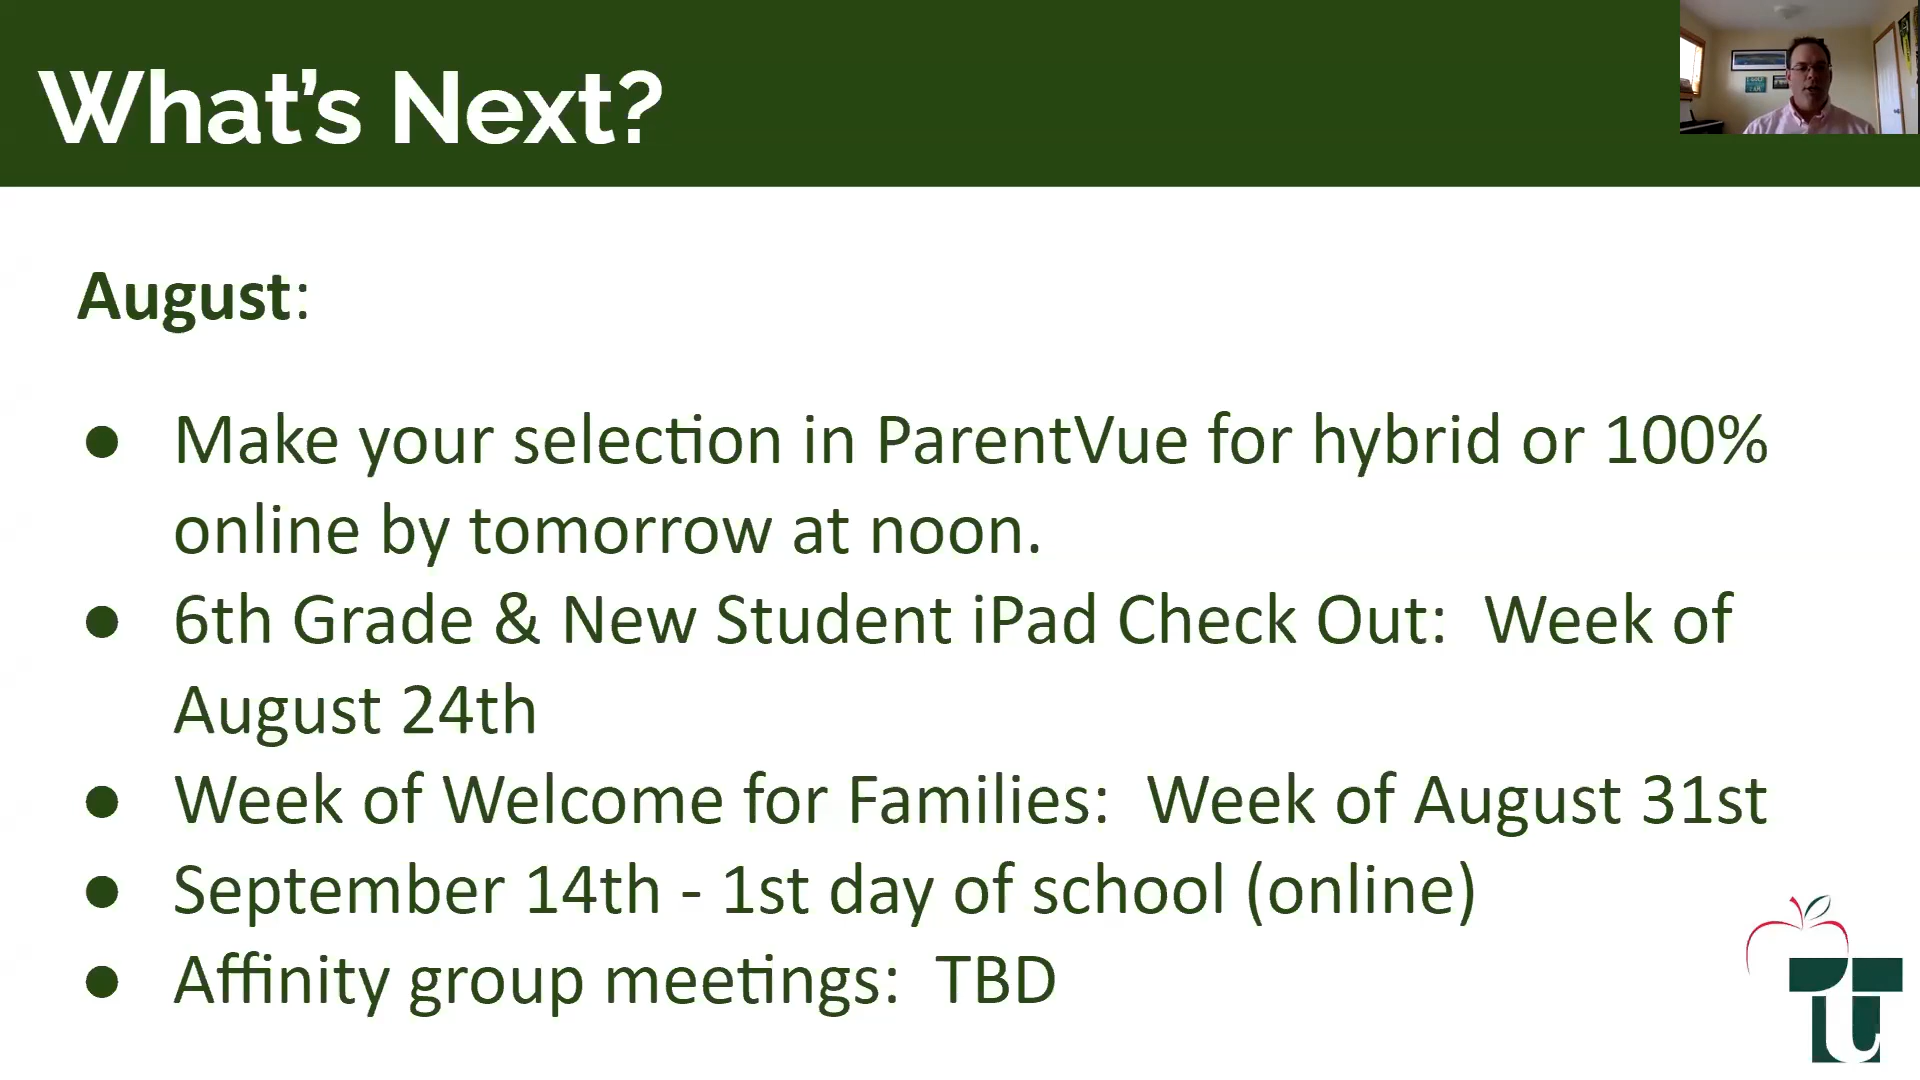 What's Next?
August:
● Make your selection in ParentVue for hybrid or 100%
online by tomorrow at noon.
● 6th Grade & New Student iPad Check Out:  Week of
August 24th
● Week of Welcome for Families:  Week of August 31st
● September 14th - 1st day of school (online)
● Affinity group meetings:  TBD